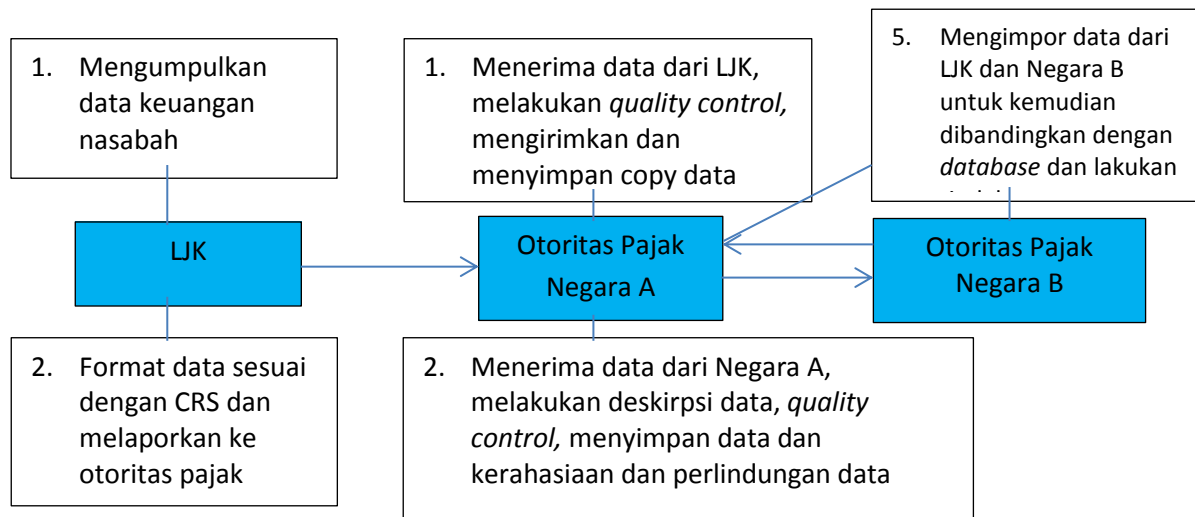 1. Mengumpulkan
data keuangan
nasabah
1. Menerima data dari LJK,
melakukan quality control,
mengirimkan dan
menyimpan copy data
5. Mengimpor data dari
LJK dan Negara B
untuk kemudian
dibandingkan dengan
database dan lakukan
LJK
Otoritas Pajak
Negara A
Otoritas Pajak
Negara B
2. Format data sesuai
dengan CRS dan
melaporkan ke
otoritas pajak
2. Menerima data dari Negara A,
melakukan deskirpsi data, quality
control, menyimpan data dan
kerahasiaan dan perlindungan data